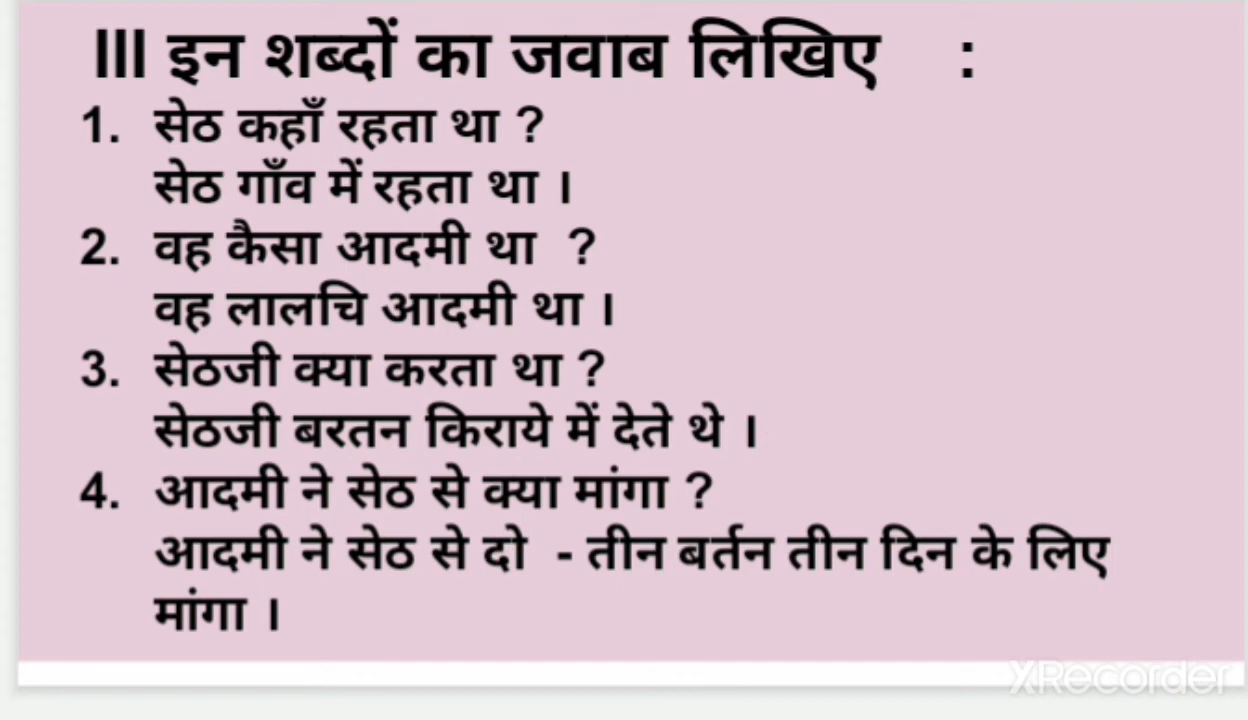 III इन शब्दों का जवाब लिखिए :
1. सेठ कहाँ रहता था ?
सेठ गाँव में रहता था ।
2. वह कैसा आदमी था ?
वह लालचि आदमी था ।
3. सेठजी क्या करता था ?
सेठजी बरतन किराये में देते थे ।
4. आदमी ने सेठ से क्या मांगा ?
आदमी ने सेठ से दो - तीन बर्तन तीन दिन के लिए
मांगा ।
XRecorder